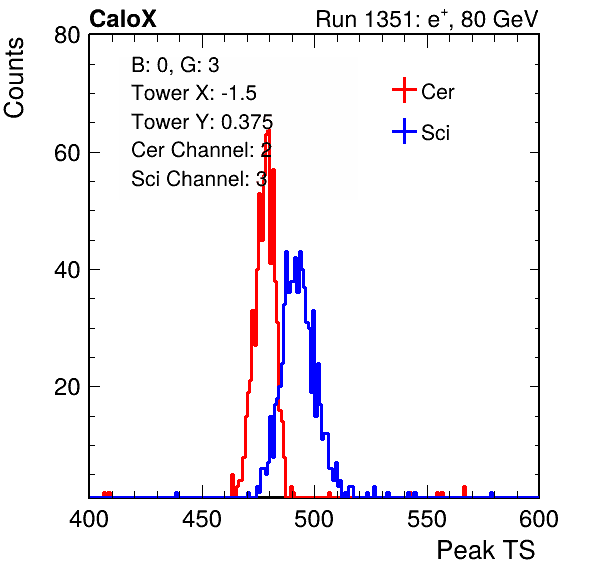 CaloX Run 1351: e+, 80 GeV
Counts
80
60
40
20
B: 0, G: 3
Tower X: -1.5
Tower Y: 0.375
Cer Channel: 2
Sci Channel: 3
Cer
Sci
400 450 500 550 600
Peak TS